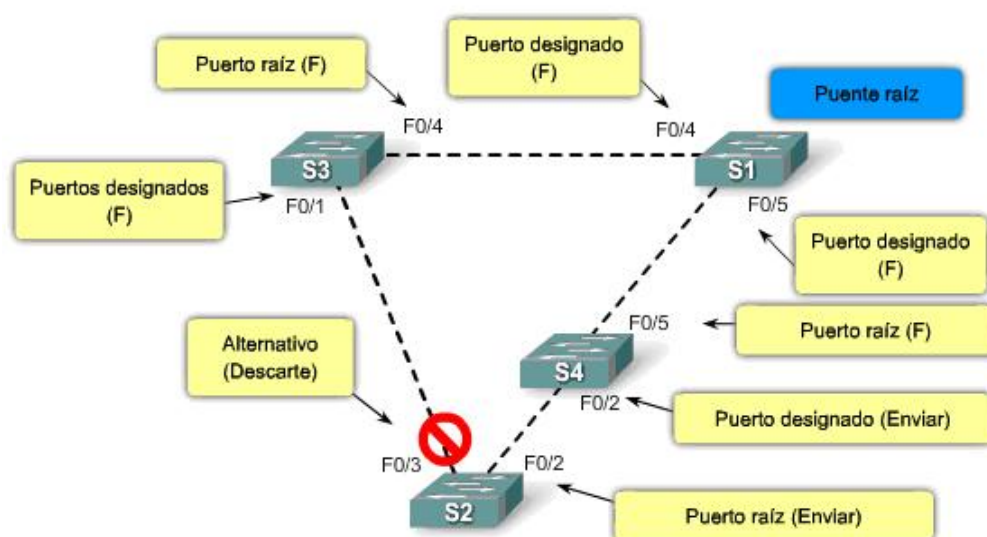 Puerto designado
(F)
Puerto raíz (F)
Puente raíz
F0/4
F0/4
S3
S1
Puertos designados
(F)
F0/1
F0/5
Puerto designado
(F)
F0/5
Puerto raíz (F)
Alternativo
(Descarte)
S4
F0/2
Puerto designado (Enviar)
F0/3
F0/2
S2
Puerto raíz (Enviar)